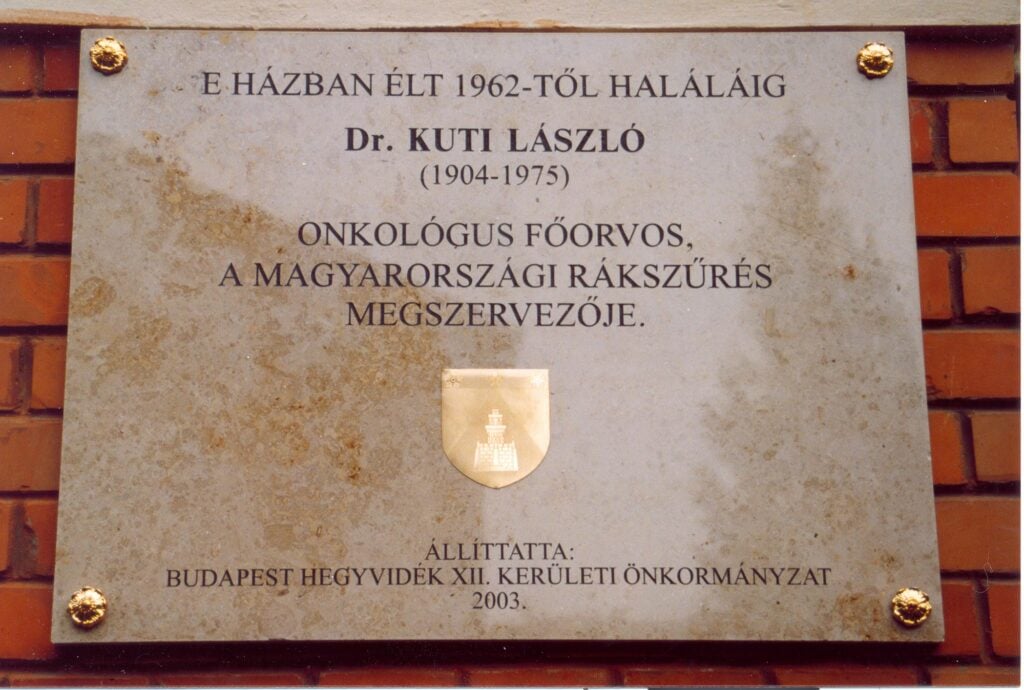 E HÁZBAN ÉLT 1962-TŐL HALÁLÁIG
Dr. KUTI LÁSZLÓ
(1904-1975)
ONKOLÓGUS FŐORVOS,
A MAGYARORSZÁGI RÁKSZŰRÉS
MEGSZERVEZŐJE.
ÁLLÍTTATTA:
BUDAPEST HEGYVIDÉK XII. KERÜLETI ÖNKORMÁNYZAT
2003.